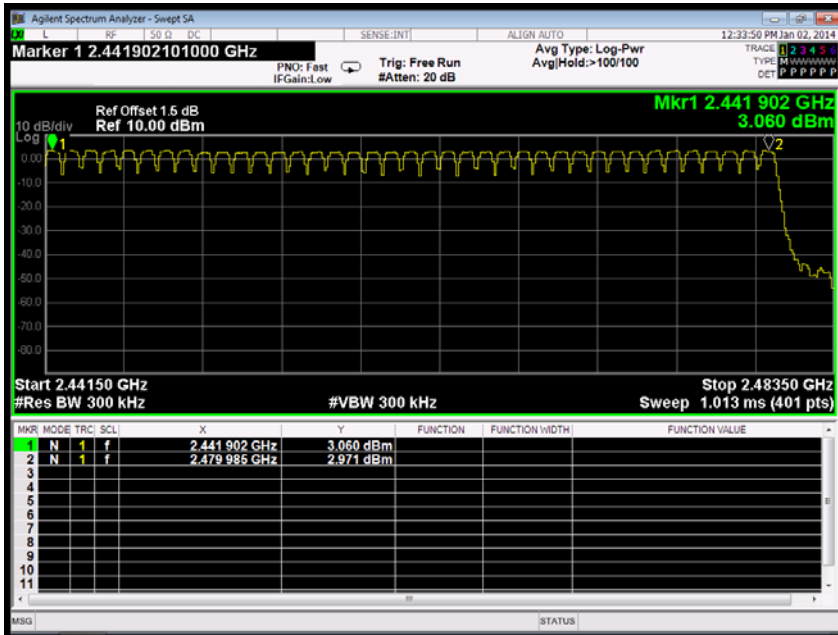 Agilent Spectrum Analyzer - Swept SA
LXI L RF 50 Ω DC SENSE:INT ALIGN AUTO 12:33:50 PM Jan 02, 2014
Marker 1 2.441902101000 GHz
PNO: Fast
IFGain:Low
Trig: Free Run
#Atten: 20 dB
Avg Type: Log-Pwr
Avg|Hold:>100/100
TRACE 1 2 3 4 5 6
TYPE M W W W W W
DET P P P P P P
Mkr1 2.441 902 GHz
3.060 dBm
Ref Offset 1.5 dB
10 dB/div Ref 10.00 dBm
Log
1
2
0.00
-10.0
-20.0
-30.0
-40.0
-50.0
-60.0
-70.0
-80.0
Start 2.44150 GHz Stop 2.48350 GHz
#Res BW 300 kHz #VBW 300 kHz Sweep 1.013 ms (401 pts)
MKR MODE TRC SCL X Y FUNCTION FUNCTION WIDTH FUNCTION VALUE
1 N 1 f 2.441 902 GHz 3.060 dBm
2 N 1 f 2.479 985 GHz 2.971 dBm
3
4
5
6
7
8
9
10
11
MSG STATUS